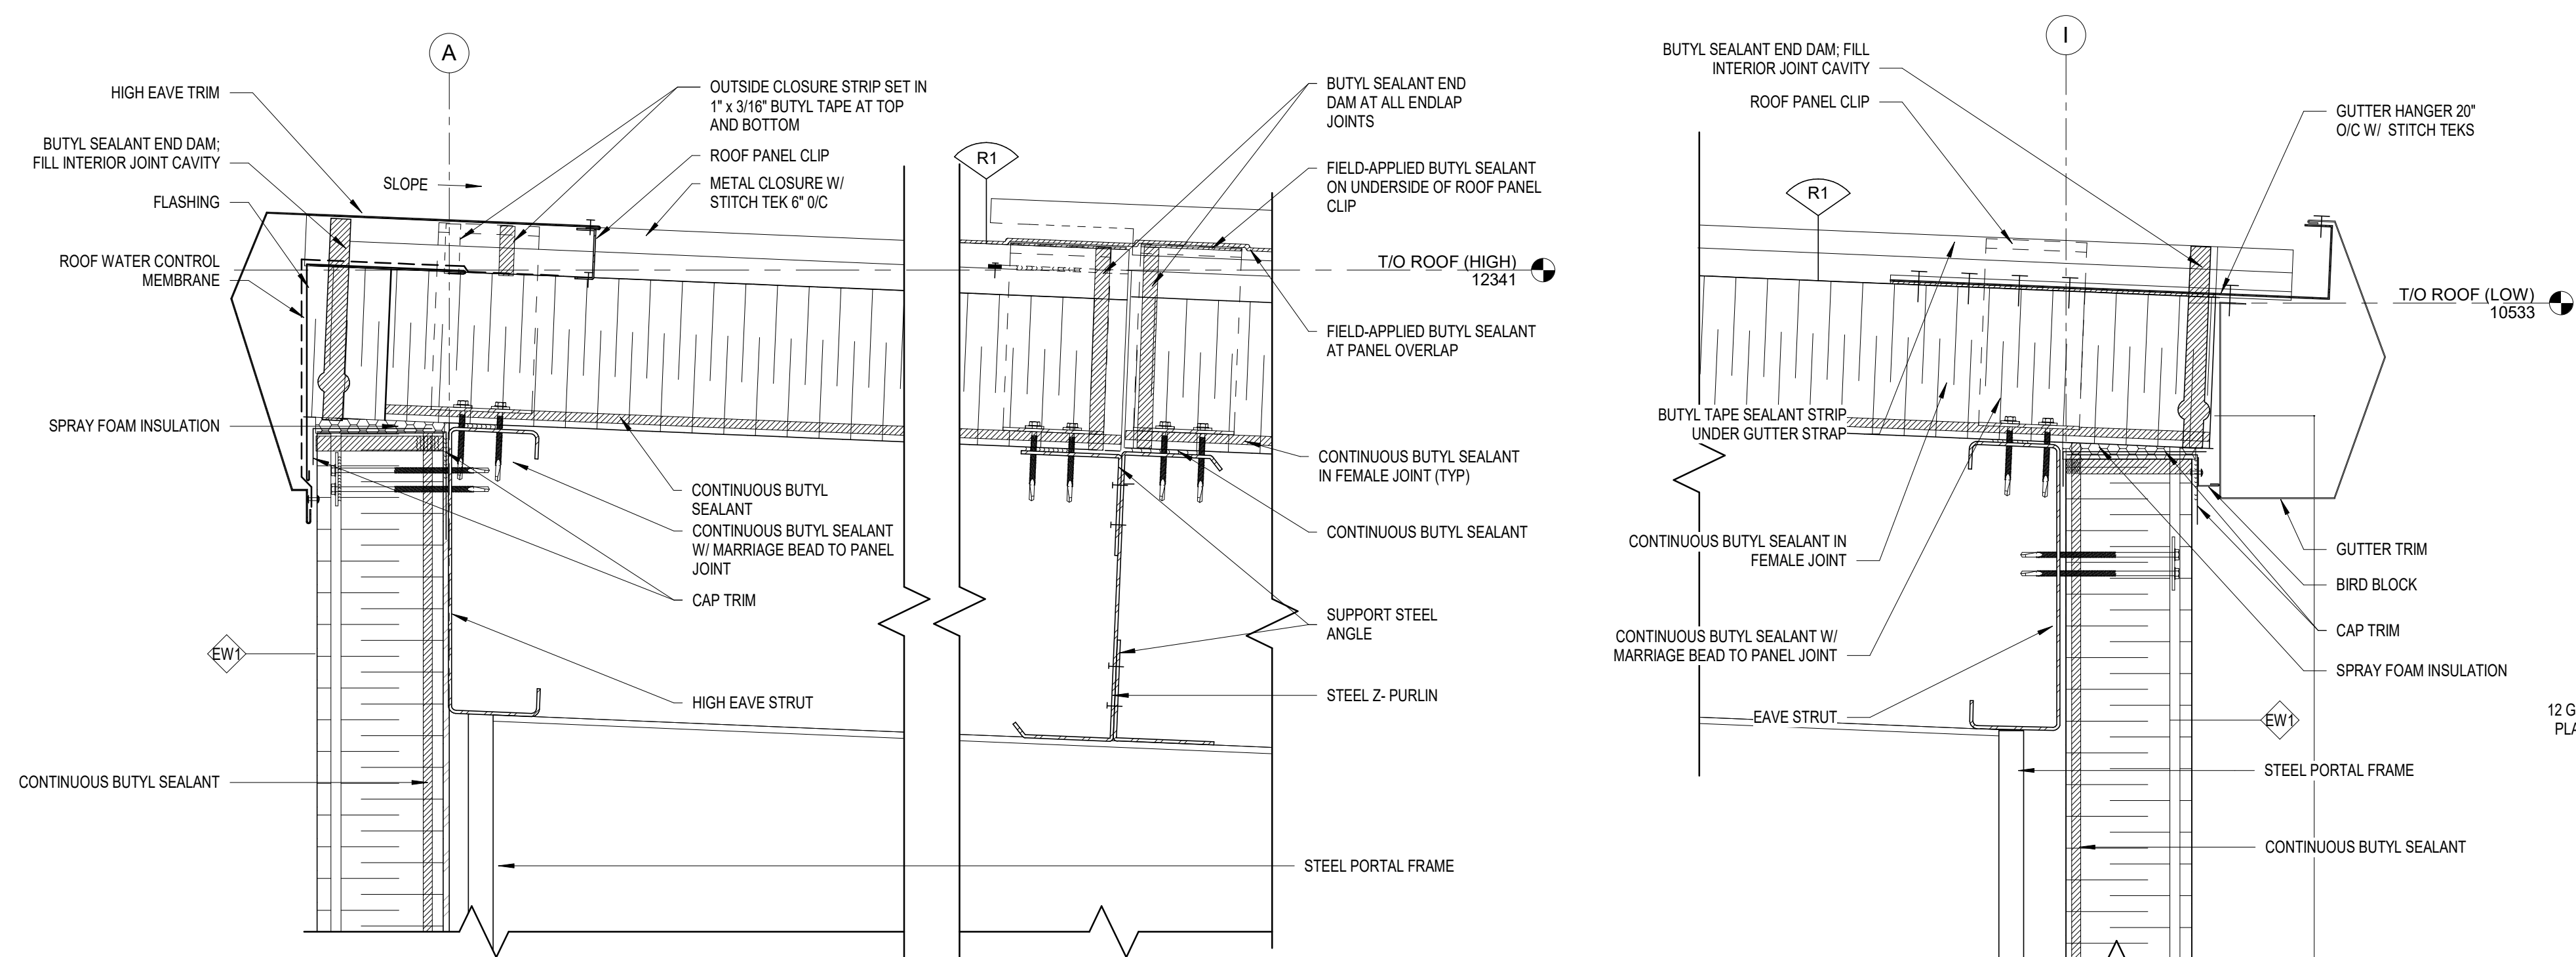 A
HIGH EAVE TRIM
BUTYL SEALANT END DAM;
FILL INTERIOR JOINT CAVITY
FLASHING
ROOF WATER CONTROL
MEMBRANE
SPRAY FOAM INSULATION
EW1
CONTINUOUS BUTYL SEALANT
SLOPE
OUTSIDE CLOSURE STRIP SET IN
1" x 3/16" BUTYL TAPE AT TOP
AND BOTTOM
ROOF PANEL CLIP
METAL CLOSURE W/
STITCH TEK 6" 0/C
CONTINUOUS BUTYL
SEALANT
CONTINUOUS BUTYL SEALANT
W/ MARRIAGE BEAD TO PANEL
JOINT
CAP TRIM
HIGH EAVE STRUT
R1
BUTYL SEALANT END
DAM AT ALL ENDLAP
JOINTS
FIELD-APPLIED BUTYL SEALANT
ON UNDERSIDE OF ROOF PANEL
CLIP
T/O ROOF (HIGH)
12341
FIELD-APPLIED BUTYL SEALANT
AT PANEL OVERLAP
CONTINUOUS BUTYL SEALANT
IN FEMALE JOINT (TYP)
CONTINUOUS BUTYL SEALANT
SUPPORT STEEL
ANGLE
STEEL Z- PURLIN
STEEL PORTAL FRAME
I
BUTYL SEALANT END DAM; FILL
INTERIOR JOINT CAVITY
ROOF PANEL CLIP
R1
BUTYL TAPE SEALANT STRIP
UNDER GUTTER STRAP
CONTINUOUS BUTYL SEALANT IN
FEMALE JOINT
CONTINUOUS BUTYL SEALANT W/
MARRIAGE BEAD TO PANEL JOINT
EAVE STRUT
GUTTER HANGER 20"
O/C W/ STITCH TEKS
T/O ROOF (LOW)
10533
GUTTER TRIM
BIRD BLOCK
CAP TRIM
SPRAY FOAM INSULATION
EW1
STEEL PORTAL FRAME
CONTINUOUS BUTYL SEALANT
12 G
PLA